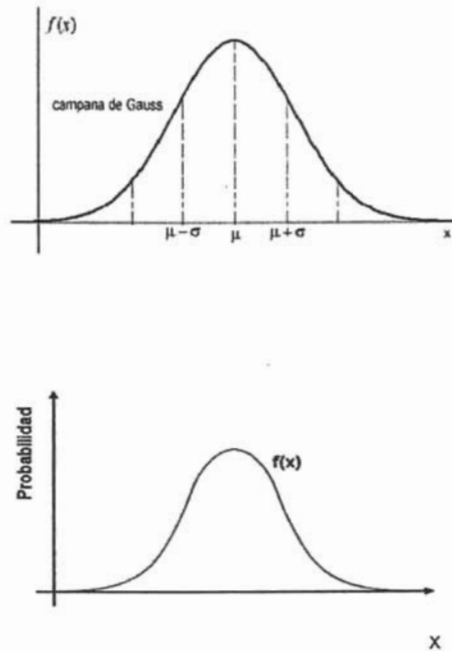 f(x)
campana de Gauss
μ−σ μ μ+σ x
Probabilidad
f(x)
X